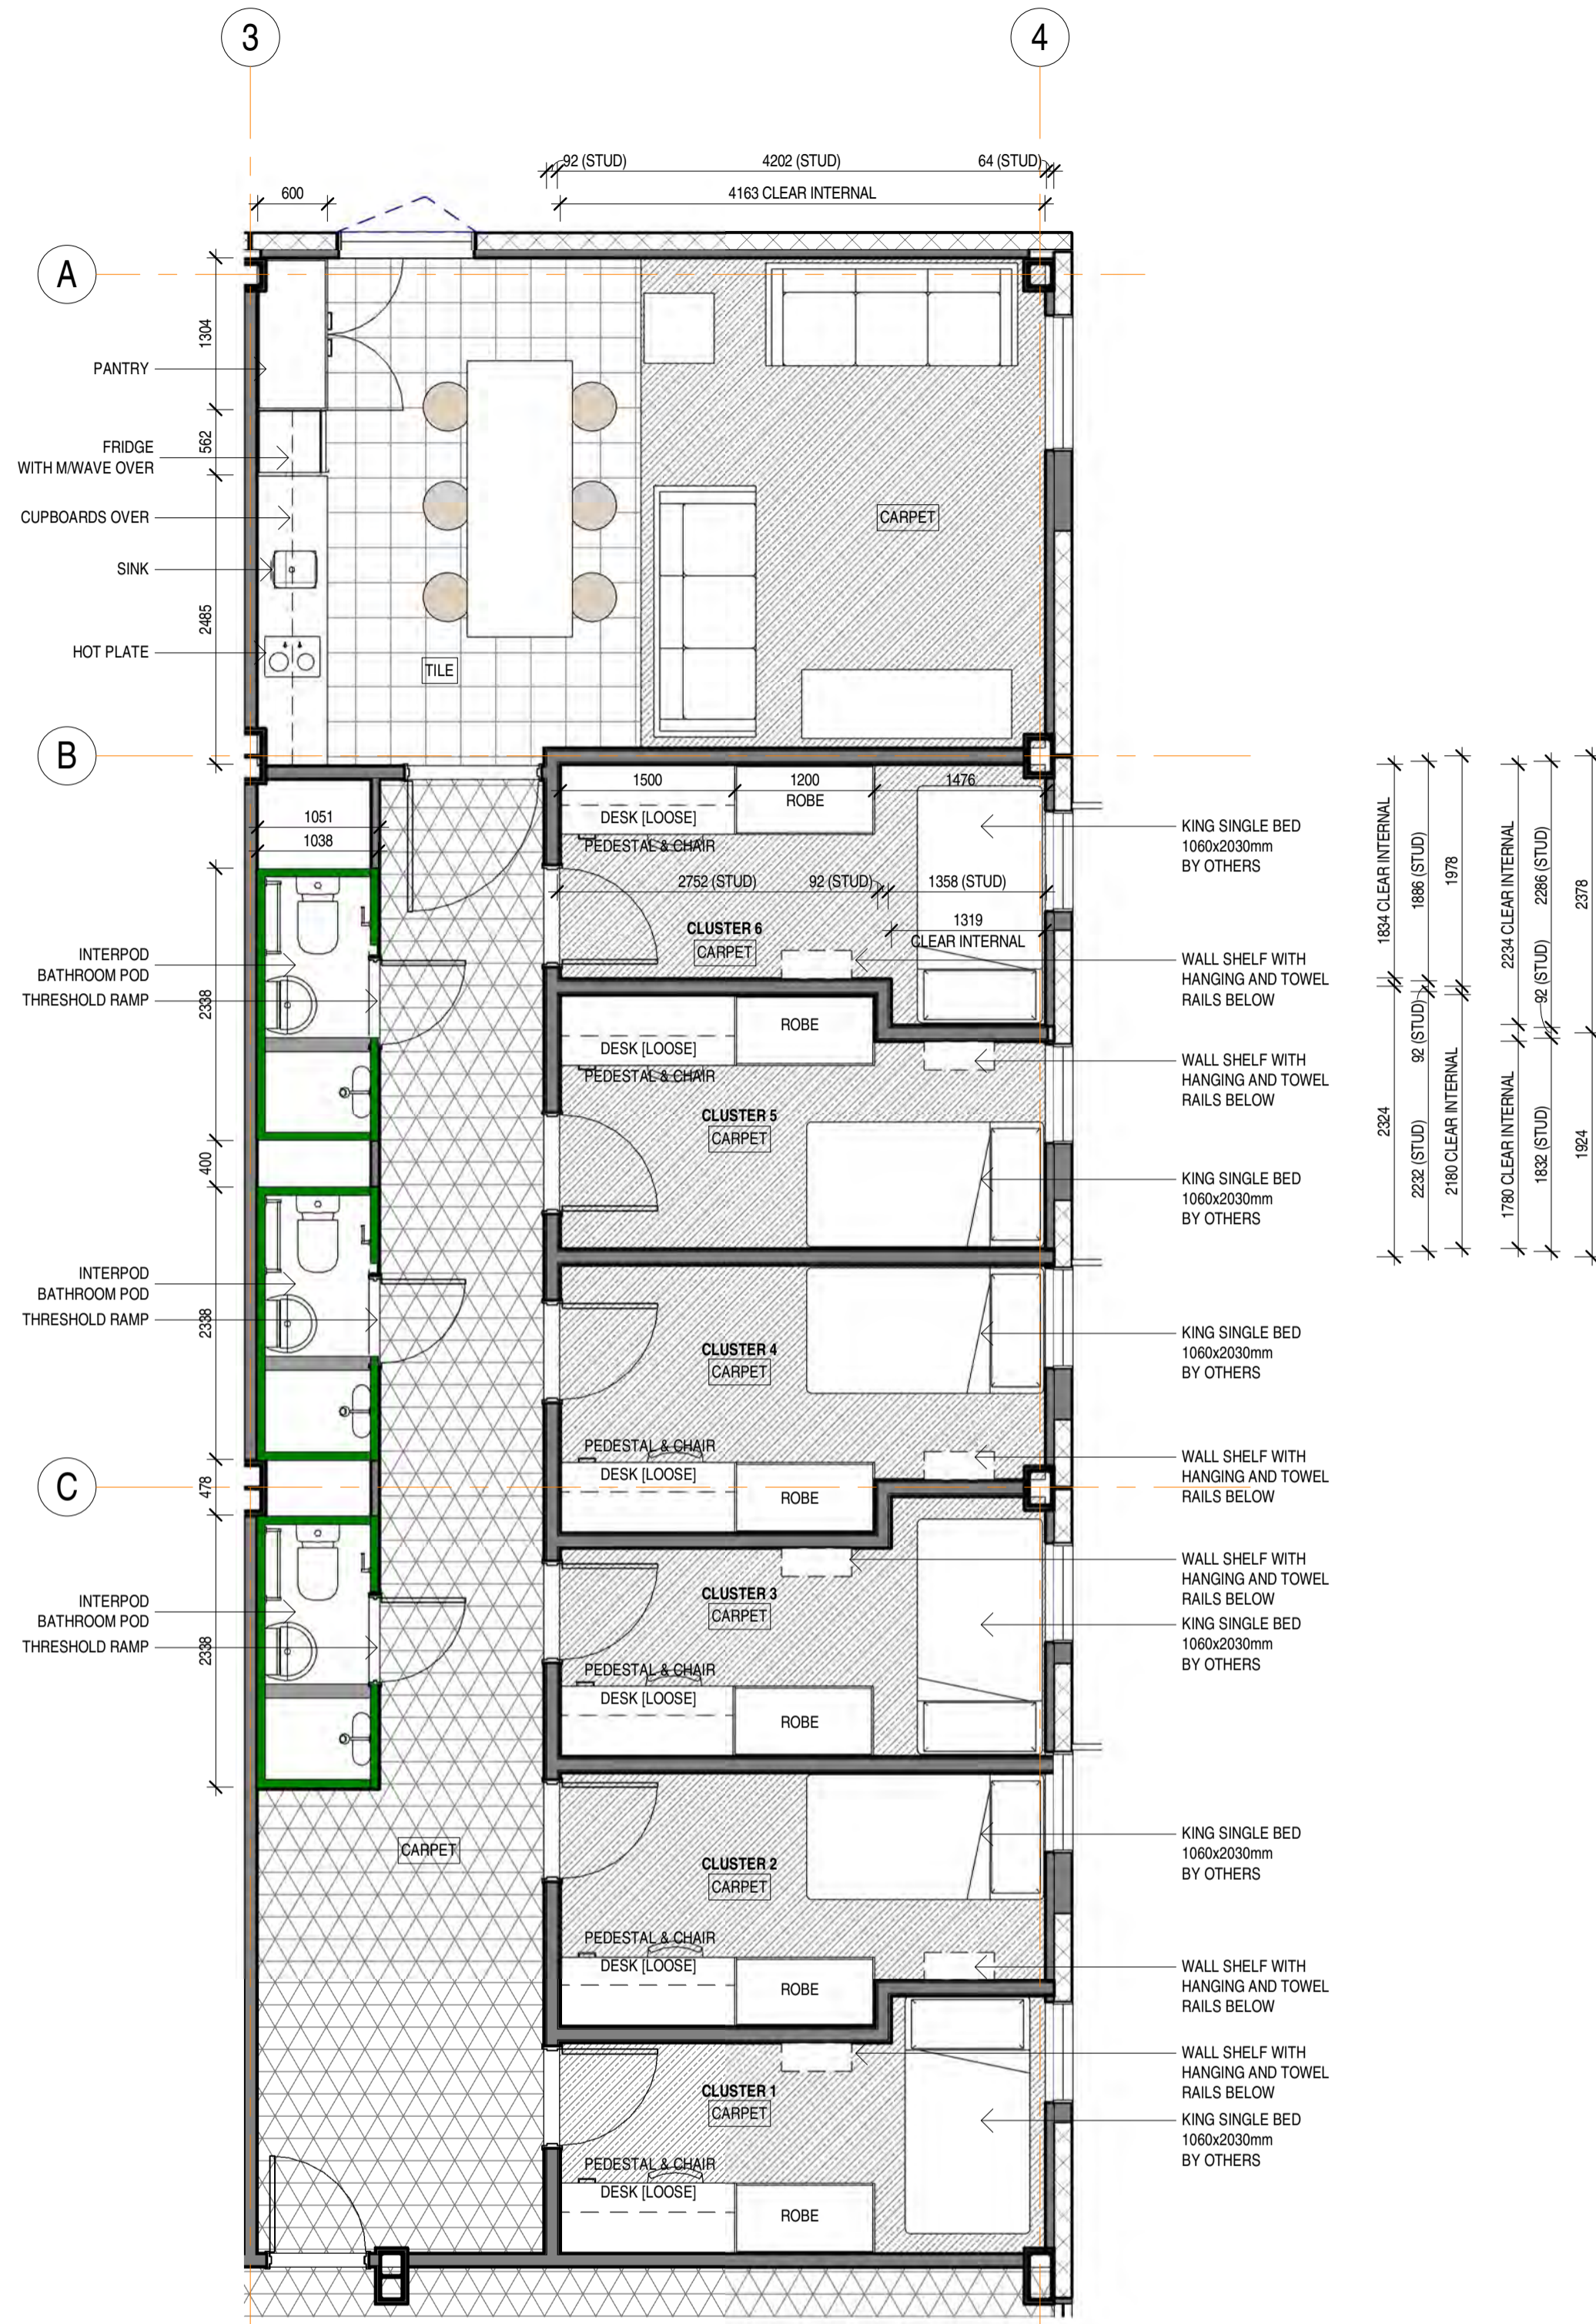 3
4
92 (STUD)
4202 (STUD)
64 (STUD)
600
4163 CLEAR INTERNAL
A
1304
PANTRY
562
FRIDGE
WITH M/WAVE OVER
CUPBOARDS OVER
CARPET
SINK
2485
HOT PLATE
TILE
B
1500
1200
1476
ROBE
DESK [LOOSE]
PEDESTAL & CHAIR
1051
1038
KING SINGLE BED
1060x2030mm
BY OTHERS
2752 (STUD)
92 (STUD)
1358 (STUD)
1319
CLEAR INTERNAL
CLUSTER 6
CARPET
INTERPOD
BATHROOM POD
THRESHOLD RAMP
2338
WALL SHELF WITH
HANGING AND TOWEL
RAILS BELOW
1834 CLEAR INTERNAL
1886 (STUD)
1978
2234 CLEAR INTERNAL
2286 (STUD)
2378
92 (STUD)
92 (STUD)
2324
2232 (STUD)
2180 CLEAR INTERNAL
1780 CLEAR INTERNAL
1832 (STUD)
1924
ROBE
DESK [LOOSE]
PEDESTAL & CHAIR
WALL SHELF WITH
HANGING AND TOWEL
RAILS BELOW
CLUSTER 5
CARPET
400
KING SINGLE BED
1060x2030mm
BY OTHERS
INTERPOD
BATHROOM POD
THRESHOLD RAMP
2338
CLUSTER 4
CARPET
KING SINGLE BED
1060x2030mm
BY OTHERS
PEDESTAL & CHAIR
DESK [LOOSE]
ROBE
WALL SHELF WITH
HANGING AND TOWEL
RAILS BELOW
C
478
WALL SHELF WITH
HANGING AND TOWEL
RAILS BELOW
CLUSTER 3
CARPET
INTERPOD
BATHROOM POD
THRESHOLD RAMP
2338
KING SINGLE BED
1060x2030mm
BY OTHERS
PEDESTAL & CHAIR
DESK [LOOSE]
ROBE
CARPET
CLUSTER 2
CARPET
KING SINGLE BED
1060x2030mm
BY OTHERS
PEDESTAL & CHAIR
DESK [LOOSE]
ROBE
WALL SHELF WITH
HANGING AND TOWEL
RAILS BELOW
WALL SHELF WITH
HANGING AND TOWEL
RAILS BELOW
CLUSTER 1
CARPET
KING SINGLE BED
1060x2030mm
BY OTHERS
PEDESTAL & CHAIR
DESK [LOOSE]
ROBE